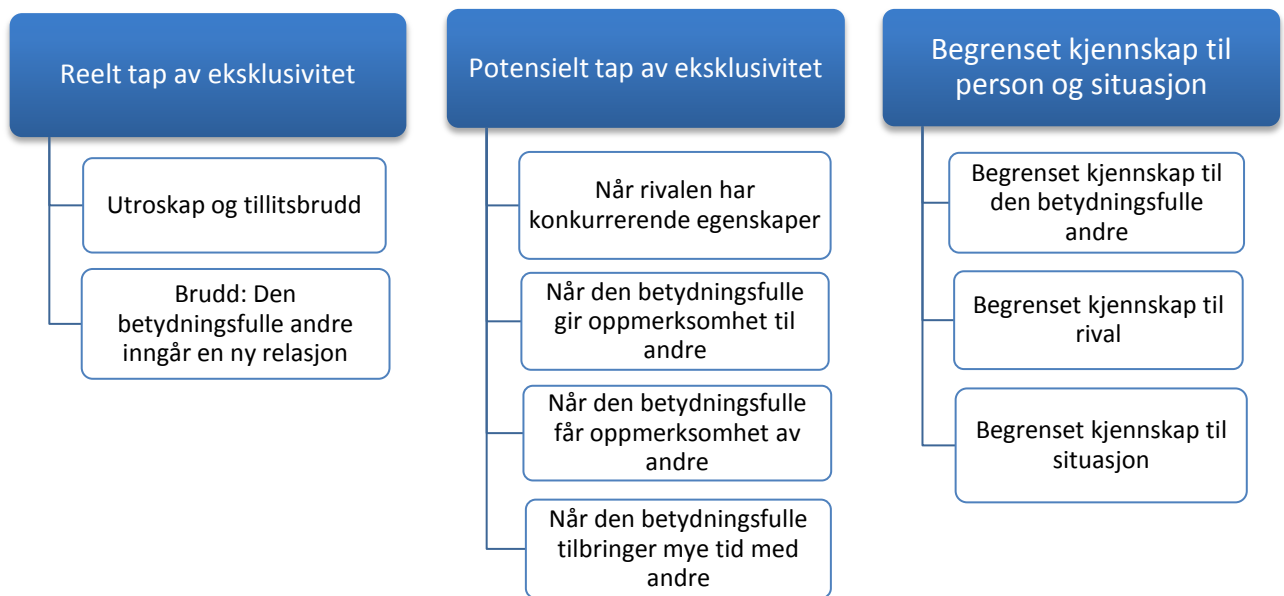 Reelt tap av eksklusivitet
Utroskap og tillitsbrudd
Brudd: Den
betydningsfulle andre
inngår en ny relasjon
Potensielt tap av eksklusivitet
Når rivalen har
konkurrerende egenskaper
Når den betydningsfulle
gir oppmerksomhet til
andre
Når den betydningsfulle
får oppmerksomhet av
andre
Når den betydningsfulle
tilbringer mye tid med
andre
Begrenset kjennskap til
person og situasjon
Begrenset kjennskap til
den betydningsfulle
andre
Begrenset kjennskap til
rival
Begrenset kjennskap til
situasjon